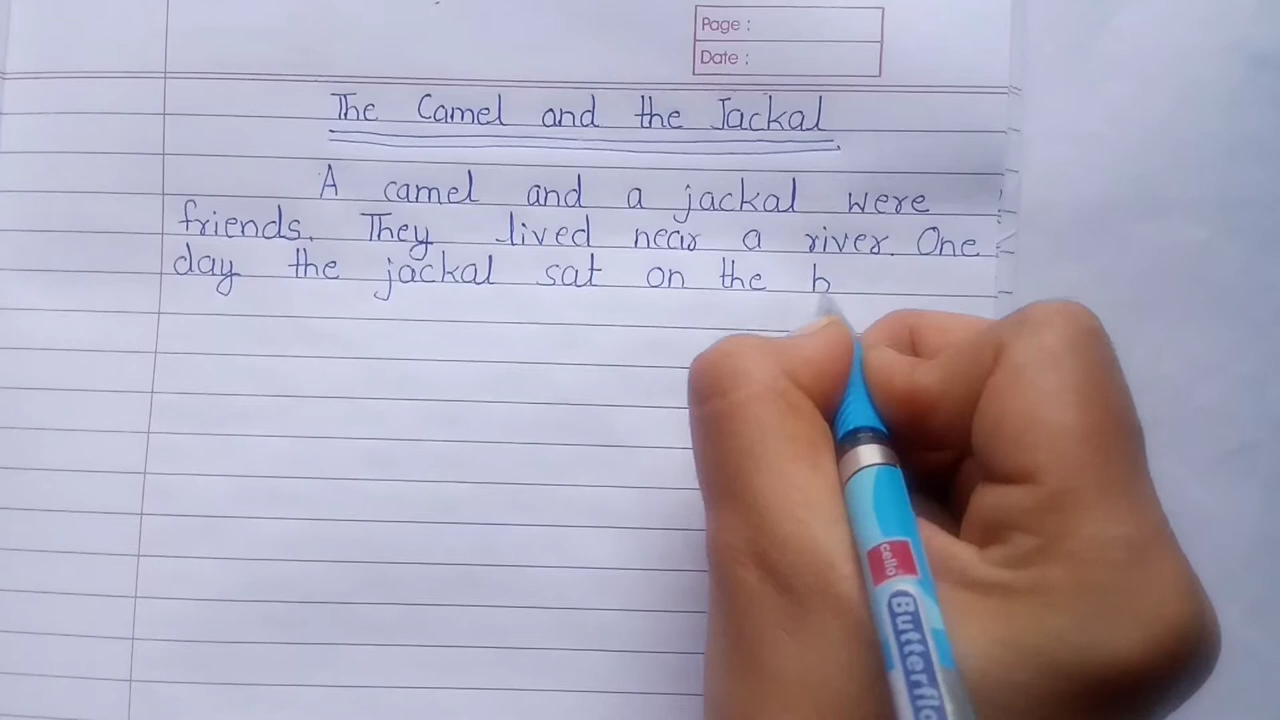 Page :
Date :
The Camel and the Jackal
A camel and a jackal were
friends. They lived near a river. One
day the jackal sat on the b
cello
Butterflo